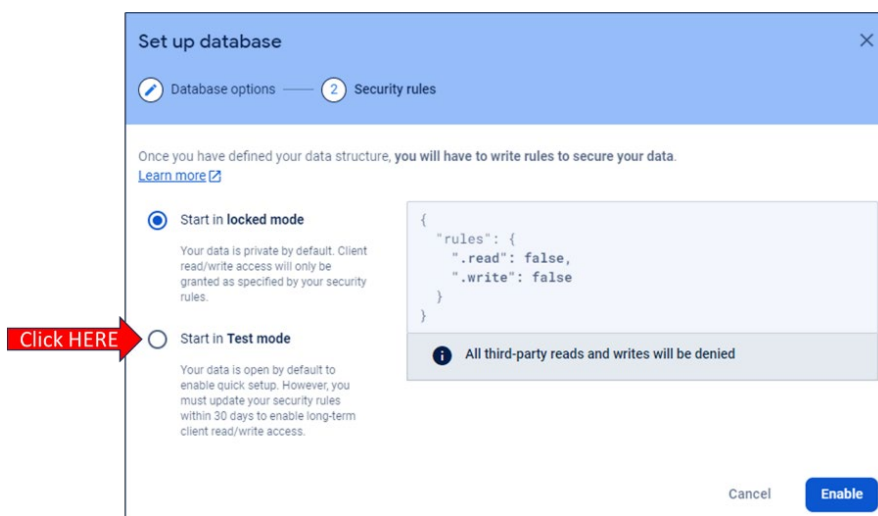 Set up database
Database options
2 Security rules
Once you have defined your data structure, you will have to write rules to secure your data.
Learn more
Start in locked mode
Your data is private by default. Client
read/write access will only be
granted as specified by your security
rules.
{
"rules": {
".read": false,
".write": false
}
}
All third-party reads and writes will be denied
Click HERE
Start in Test mode
Your data is open by default to
enable quick setup. However, you
must update your security rules
within 30 days to enable long-term
client read/write access.
Cancel
Enable